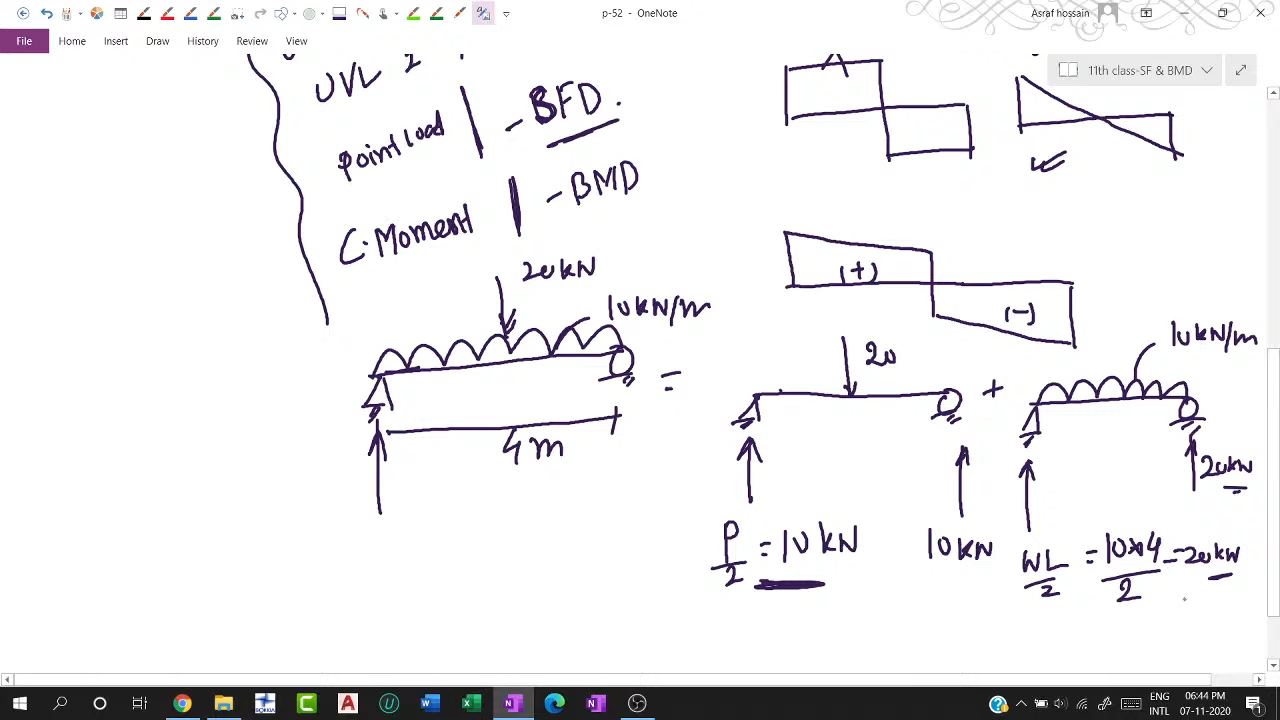 p-52 - OneNote
Asraf hossain
File Home Insert Draw History Review View
11th class-SF & BMD
UVL
Point Load
- BFD.
C. Moment
- BMD
20kN
10kN/m
=
4m
(+)
(-)
20
+
10kN/m
20kN
P/2 = 10kN
10kN
WL/2 = 10×4/2 = 20kN
ENG
INTL
06:44 PM
07-11-2020